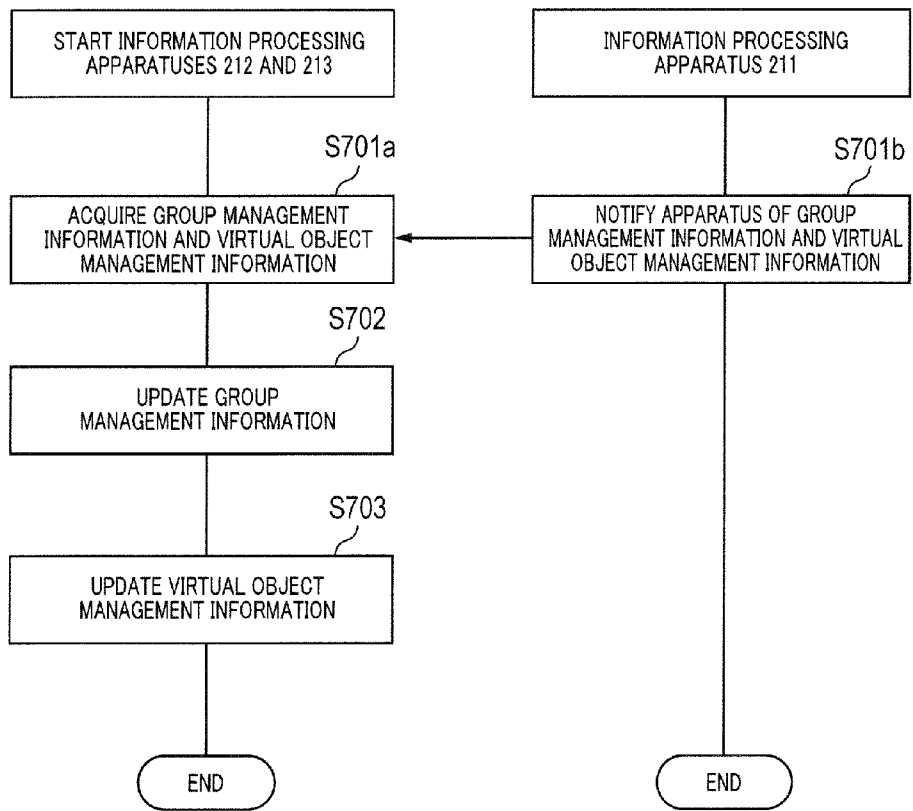 START INFORMATION PROCESSING
APPARATUSES 212 AND 213
INFORMATION PROCESSING
APPARATUS 211
S701a
S701b
ACQUIRE GROUP MANAGEMENT
INFORMATION AND VIRTUAL OBJECT
MANAGEMENT INFORMATION
NOTIFY APPARATUS OF GROUP
MANAGEMENT INFORMATION AND VIRTUAL
OBJECT MANAGEMENT INFORMATION
S702
UPDATE GROUP
MANAGEMENT INFORMATION
S703
UPDATE VIRTUAL OBJECT
MANAGEMENT INFORMATION
END
END